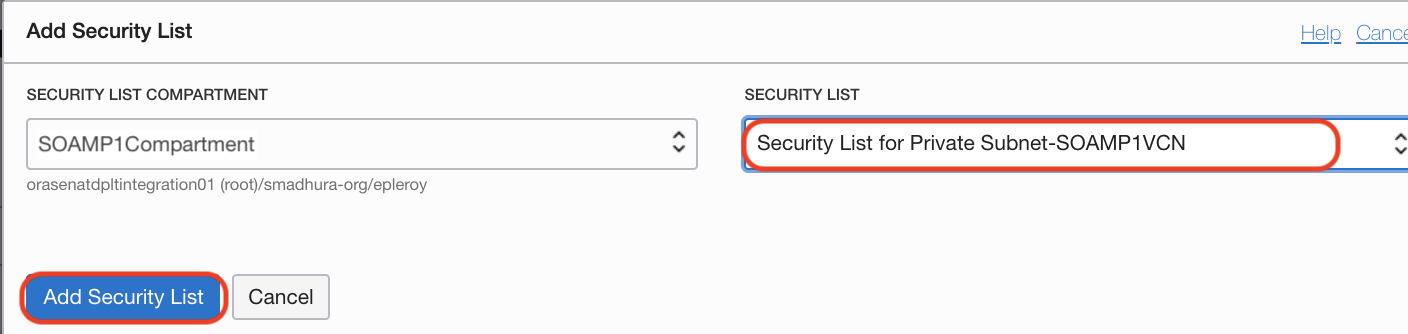 Add Security List
Help Cance
SECURITY LIST COMPARTMENT
SECURITY LIST
SOAMP1Compartment
Security List for Private Subnet-SOAMP1VCN
orasenatdpltintegration01 (root)/smadhura-org/epleroy
Add Security List
Cancel